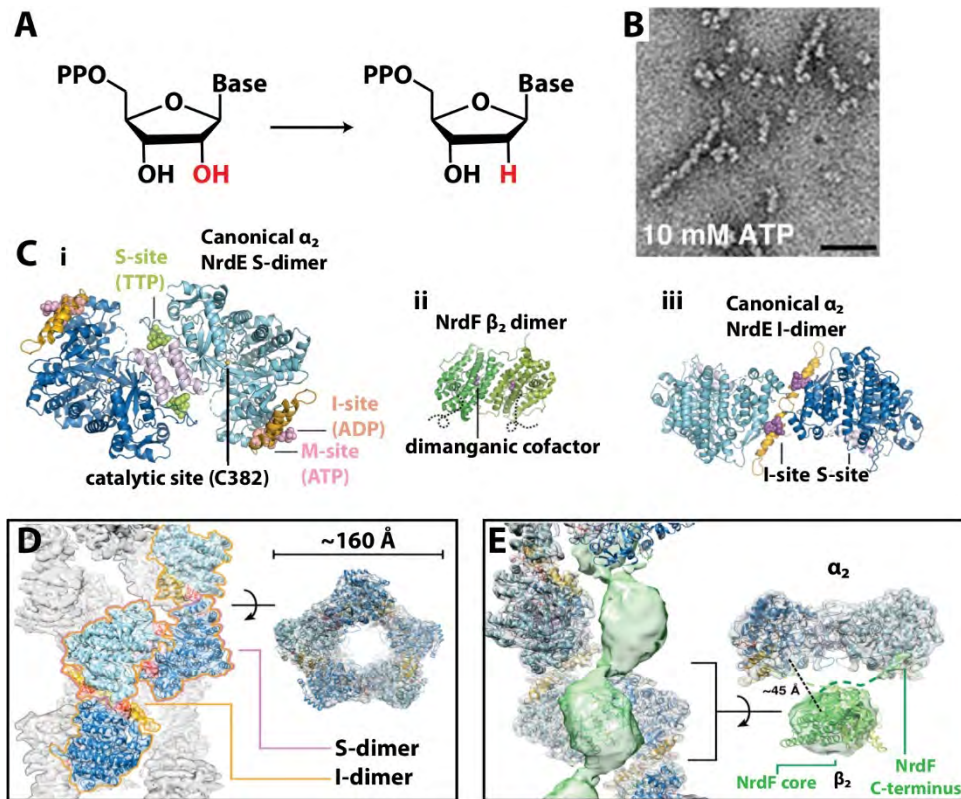 A
PPO
O
Base
OH OH
PPO
O
Base
OH H
B
10 mM ATP
C
i
S-site
(TTP)
Canonical α₂
NrdE S-dimer
I-site
(ADP)
M-site
(ATP)
catalytic site (C382)
ii
NrdF β₂ dimer
dimanganic cofactor
iii
Canonical α₂
NrdE I-dimer
I-site S-site
D
~160 Å
S-dimer
I-dimer
E
α₂
~45 Å
NrdF core
β₂
NrdF
C-terminus